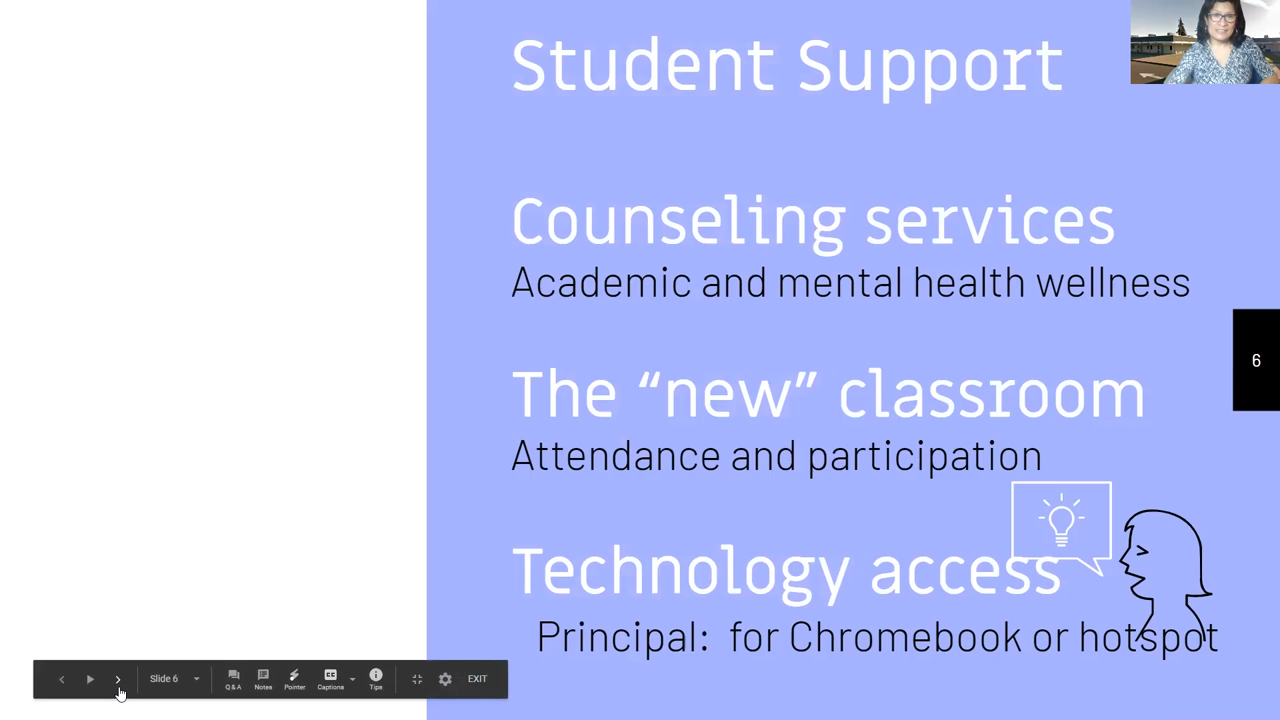 Student Support
Counseling services
Academic and mental health wellness
6
The “new” classroom
Attendance and participation
Technology access
Principal:  for Chromebook or hotspot
Slide 6
Q & A
Notes
Pointer
Captions
Tips
EXIT